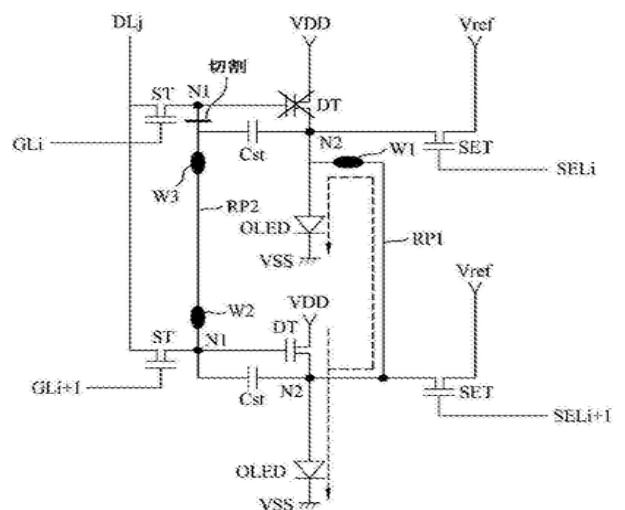 DLj VDD Vref
切割
ST N1 DT
GLi Cst N2 W1 SET
SELi
W3
RP2
OLED RP1
VSS
W2 VDD Vref
ST N1 DT
GLi+1 Cst N2 SET
SELi+1
OLED
VSS